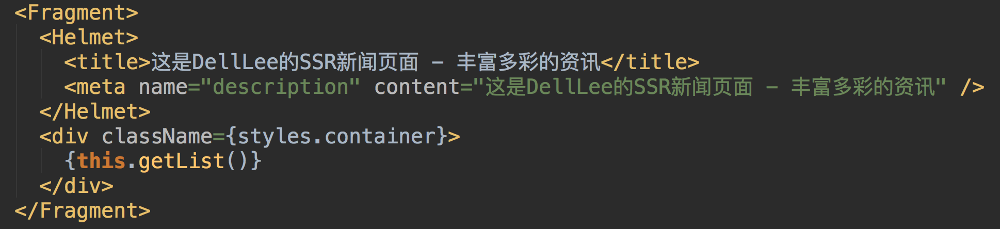 <Fragment>
  <Helmet>
    <title>这是DellLee的SSR新闻页面 - 丰富多彩的资讯</title>
    <meta name="description" content="这是DellLee的SSR新闻页面 - 丰富多彩的资讯" />
  </Helmet>
  <div className={styles.container}>
    {this.getList()}
  </div>
</Fragment>